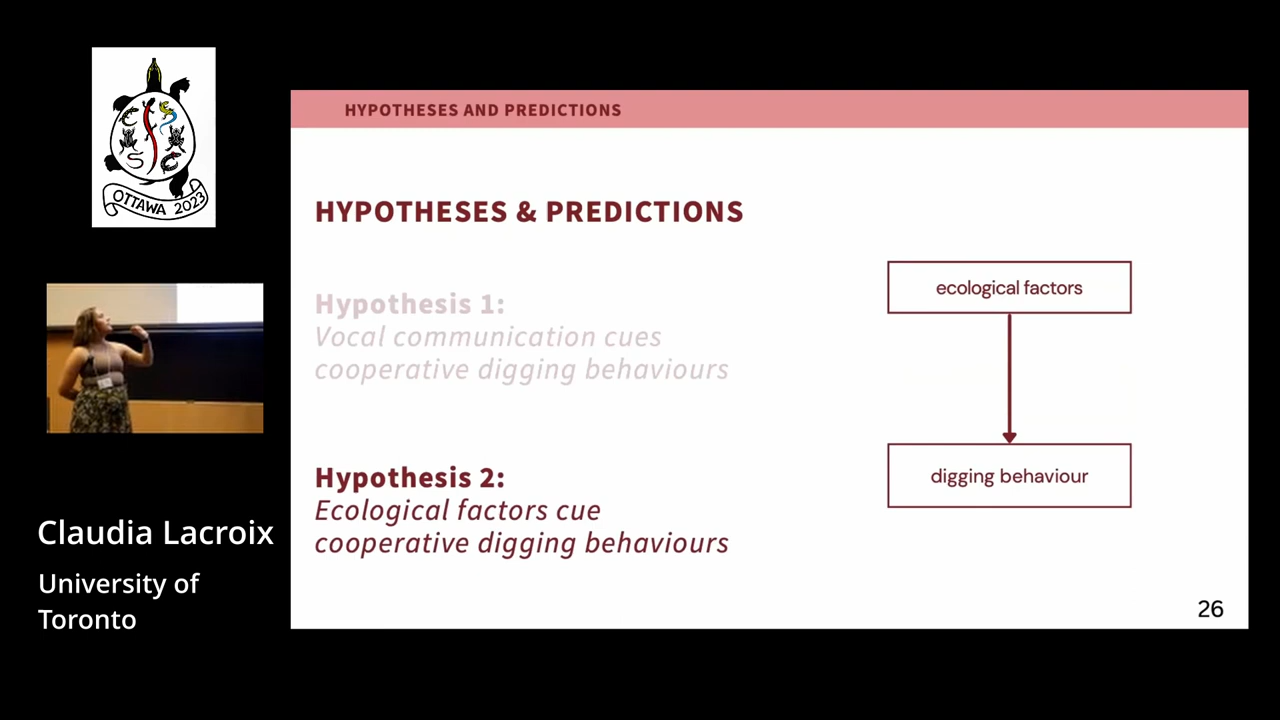 OTTAWA 2023
HYPOTHESES AND PREDICTIONS
HYPOTHESES & PREDICTIONS
Hypothesis 1:
Vocal communication cues
cooperative digging behaviours
Hypothesis 2:
Ecological factors cue
cooperative digging behaviours
ecological factors
digging behaviour
26
Claudia Lacroix
University of
Toronto